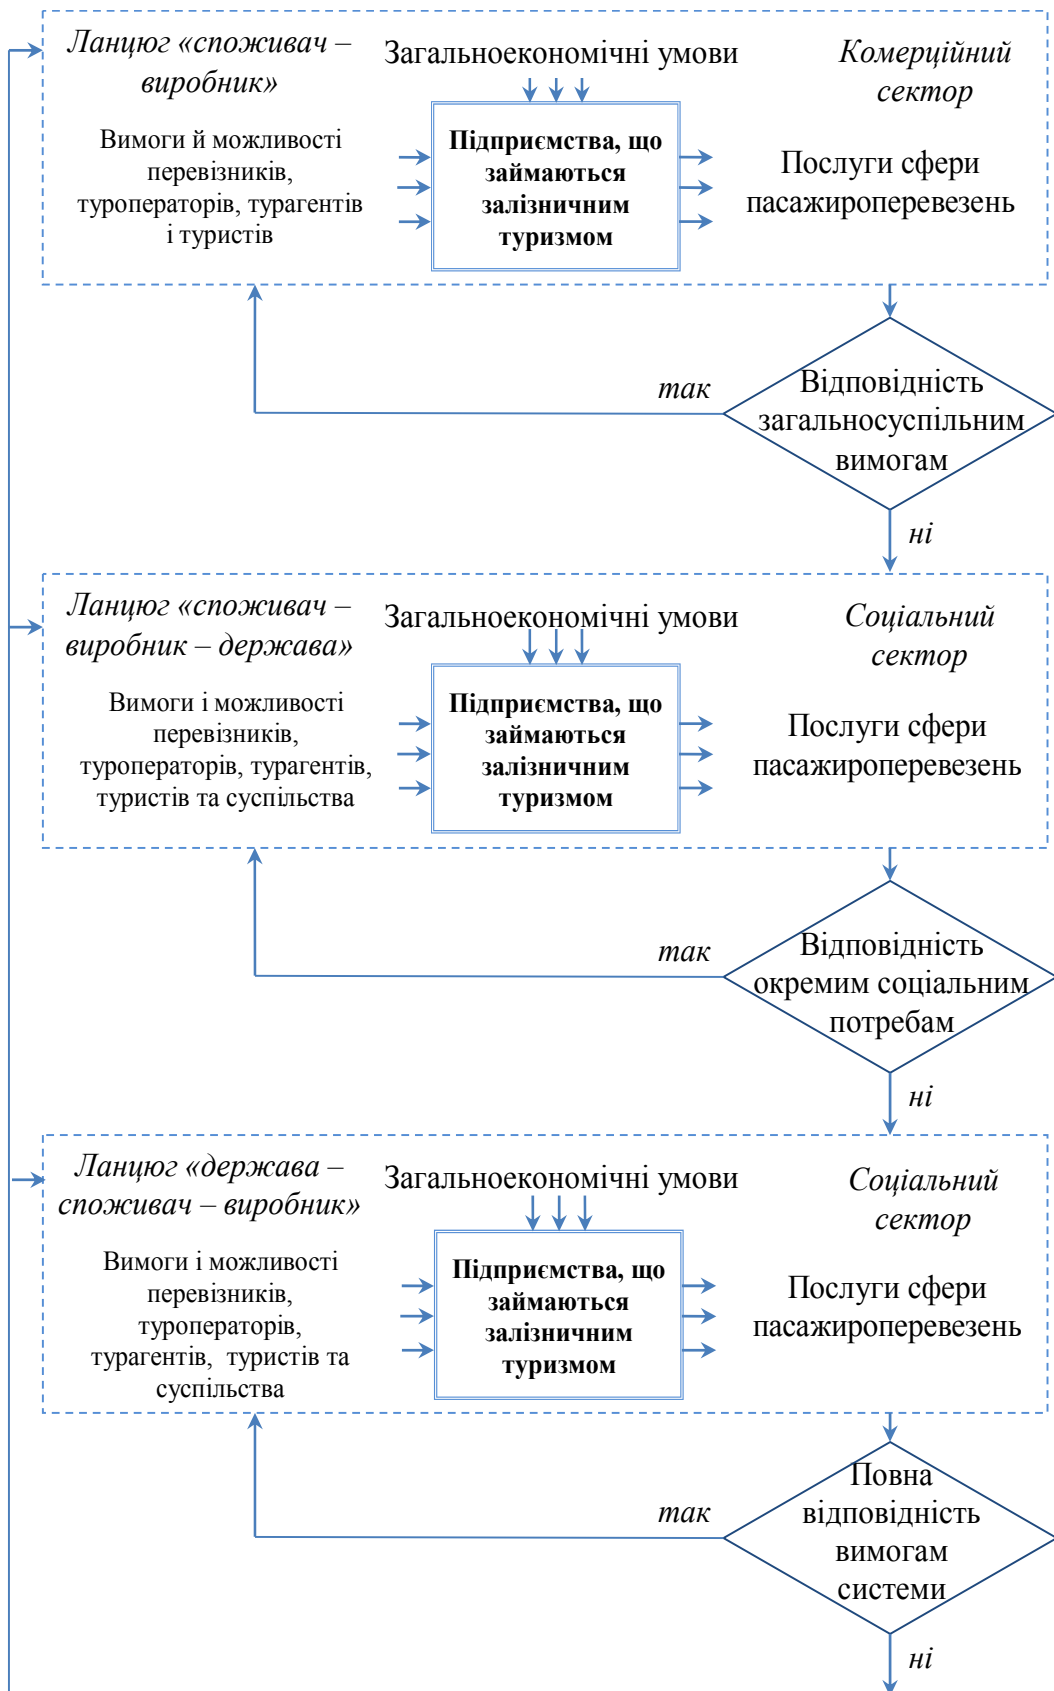 Ланцюг «споживач –
виробник»
Загальноекономічні умови
Комерційний
сектор
Вимоги й можливості
перевізників,
туроператорів, турагентів
і туристів
Підприємства, що
займаються
залізничним
туризмом
Послуги сфери
пасажироперевезень
так
Відповідність
загальносуспільним
вимогам
ні
Ланцюг «споживач –
виробник – держава»
Загальноекономічні умови
Соціальний
сектор
Вимоги і можливості
перевізників,
туроператорів, турагентів,
туристів та суспільства
Підприємства, що
займаються
залізничним
туризмом
Послуги сфери
пасажироперевезень
так
Відповідність
окремим соціальним
потребам
ні
Ланцюг «держава –
споживач – виробник»
Загальноекономічні умови
Соціальний
сектор
Вимоги і можливості
перевізників,
туроператорів,
турагентів, туристів та
суспільства
Підприємства, що
займаються
залізничним
туризмом
Послуги сфери
пасажироперевезень
так
Повна
відповідність
вимогам
системи
ні